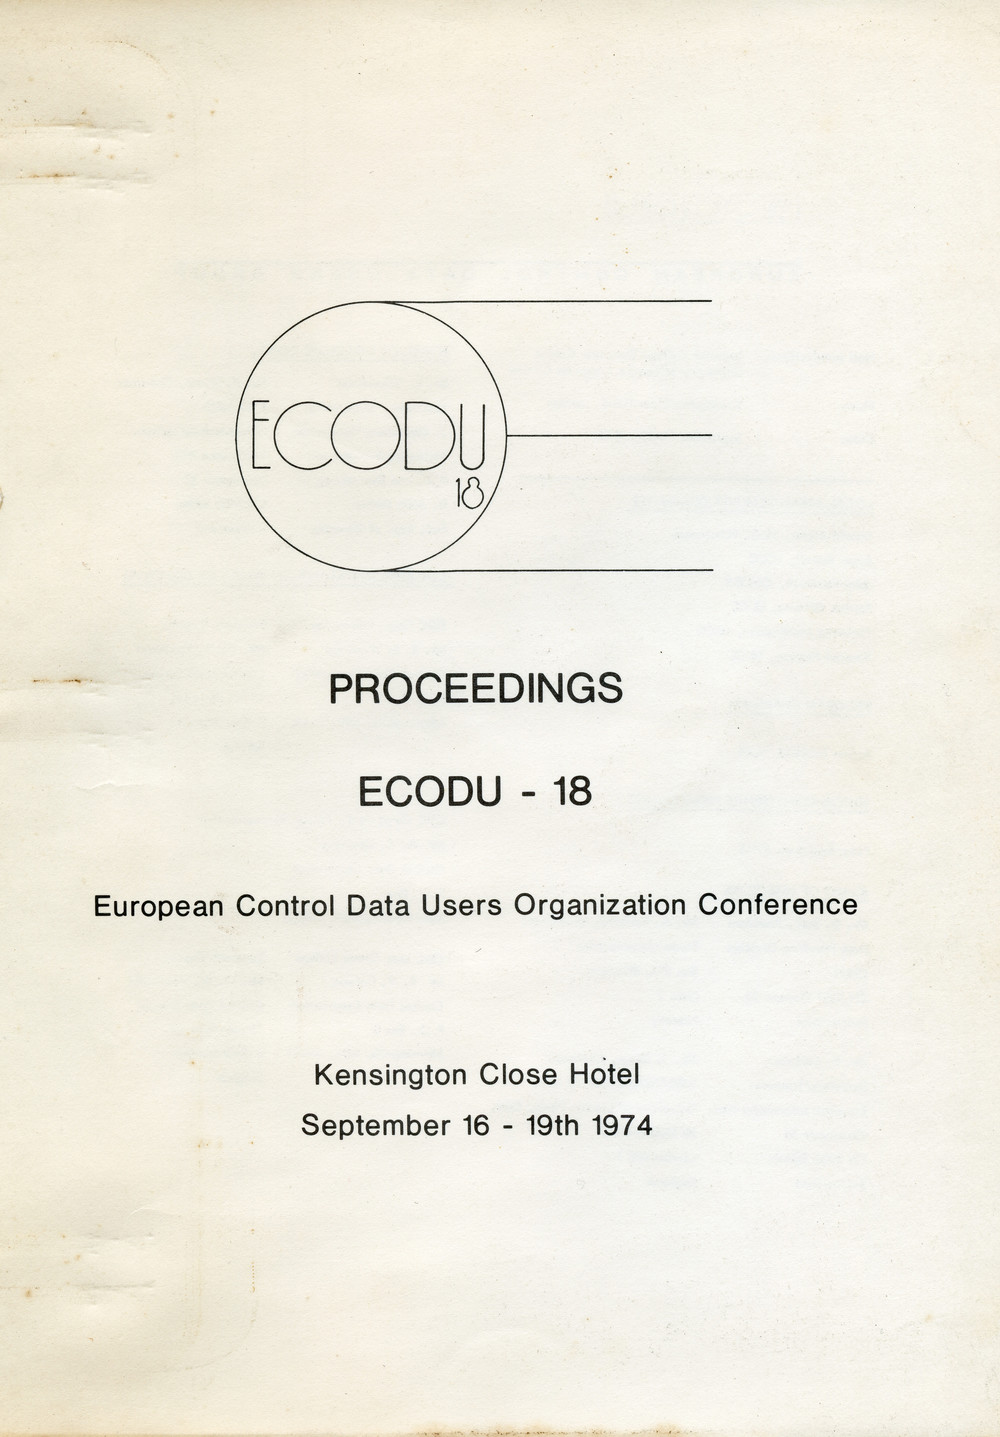 ECODU
18
PROCEEDINGS
ECODU - 18
European Control Data Users Organization Conference
Kensington Close Hotel
September 16 - 19th 1974